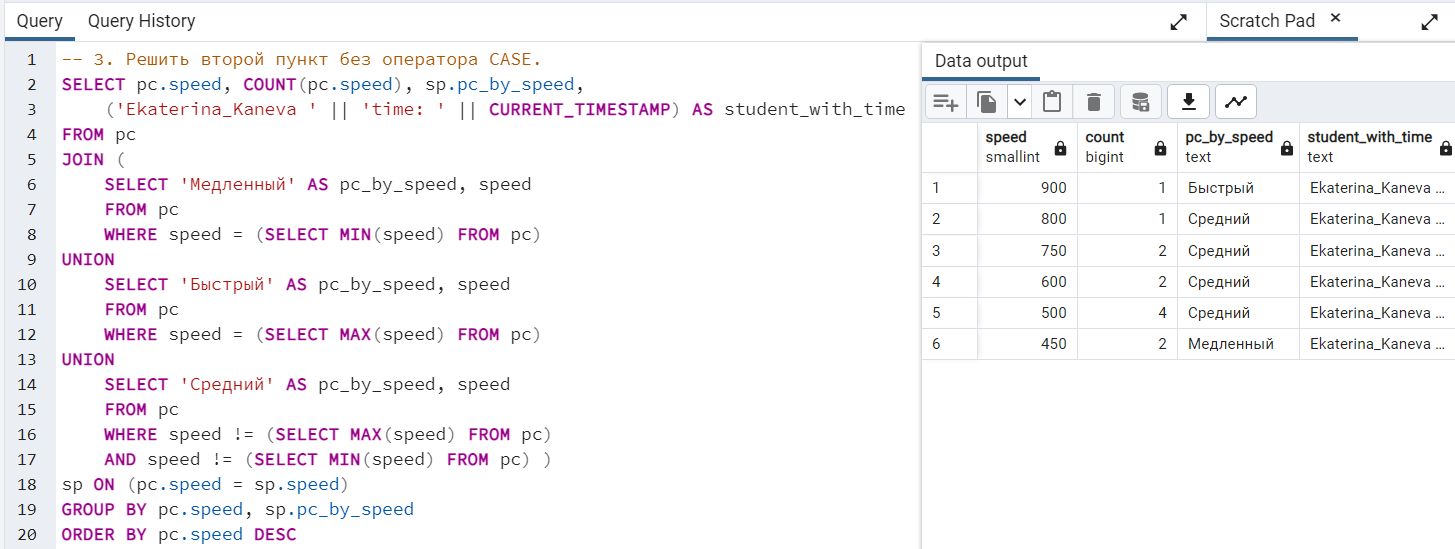 Query Query History
Scratch Pad ×
1 -- 3. Решить второй пункт без оператора CASE.
2 SELECT pc.speed, COUNT(pc.speed), sp.pc_by_speed,
3 ('Ekaterina_Kaneva ' || 'time: ' || CURRENT_TIMESTAMP) AS student_with_time
4 FROM pc
5 JOIN (
6 SELECT 'Медленный' AS pc_by_speed, speed
7 FROM pc
8 WHERE speed = (SELECT MIN(speed) FROM pc)
9 UNION
10 SELECT 'Быстрый' AS pc_by_speed, speed
11 FROM pc
12 WHERE speed = (SELECT MAX(speed) FROM pc)
13 UNION
14 SELECT 'Средний' AS pc_by_speed, speed
15 FROM pc
16 WHERE speed != (SELECT MAX(speed) FROM pc)
17 AND speed != (SELECT MIN(speed) FROM pc) )
18 sp ON (pc.speed = sp.speed)
19 GROUP BY pc.speed, sp.pc_by_speed
20 ORDER BY pc.speed DESC
Data output
speed count pc_by_speed student_with_time
smallint bigint text text
1 900 1 Быстрый Ekaterina_Kaneva ...
2 800 1 Средний Ekaterina_Kaneva ...
3 750 2 Средний Ekaterina_Kaneva ...
4 600 2 Средний Ekaterina_Kaneva ...
5 500 4 Средний Ekaterina_Kaneva ...
6 450 2 Медленный Ekaterina_Kaneva ...